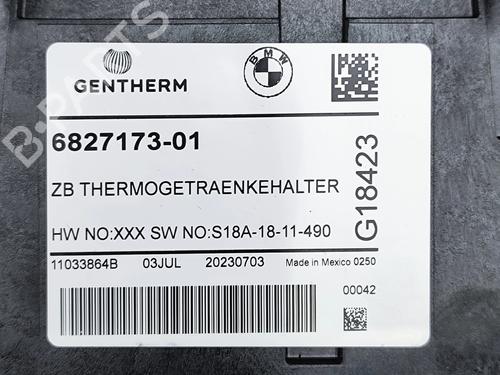 GENTHERM
BMW
6827173-01
ZB THERMOGETRAENKEHALTER
HW NO:XXX SW NO:S18A-18-11-490
11033864B 03JUL 20230703 Made in Mexico 0250
00042
G18423
B-PARTS